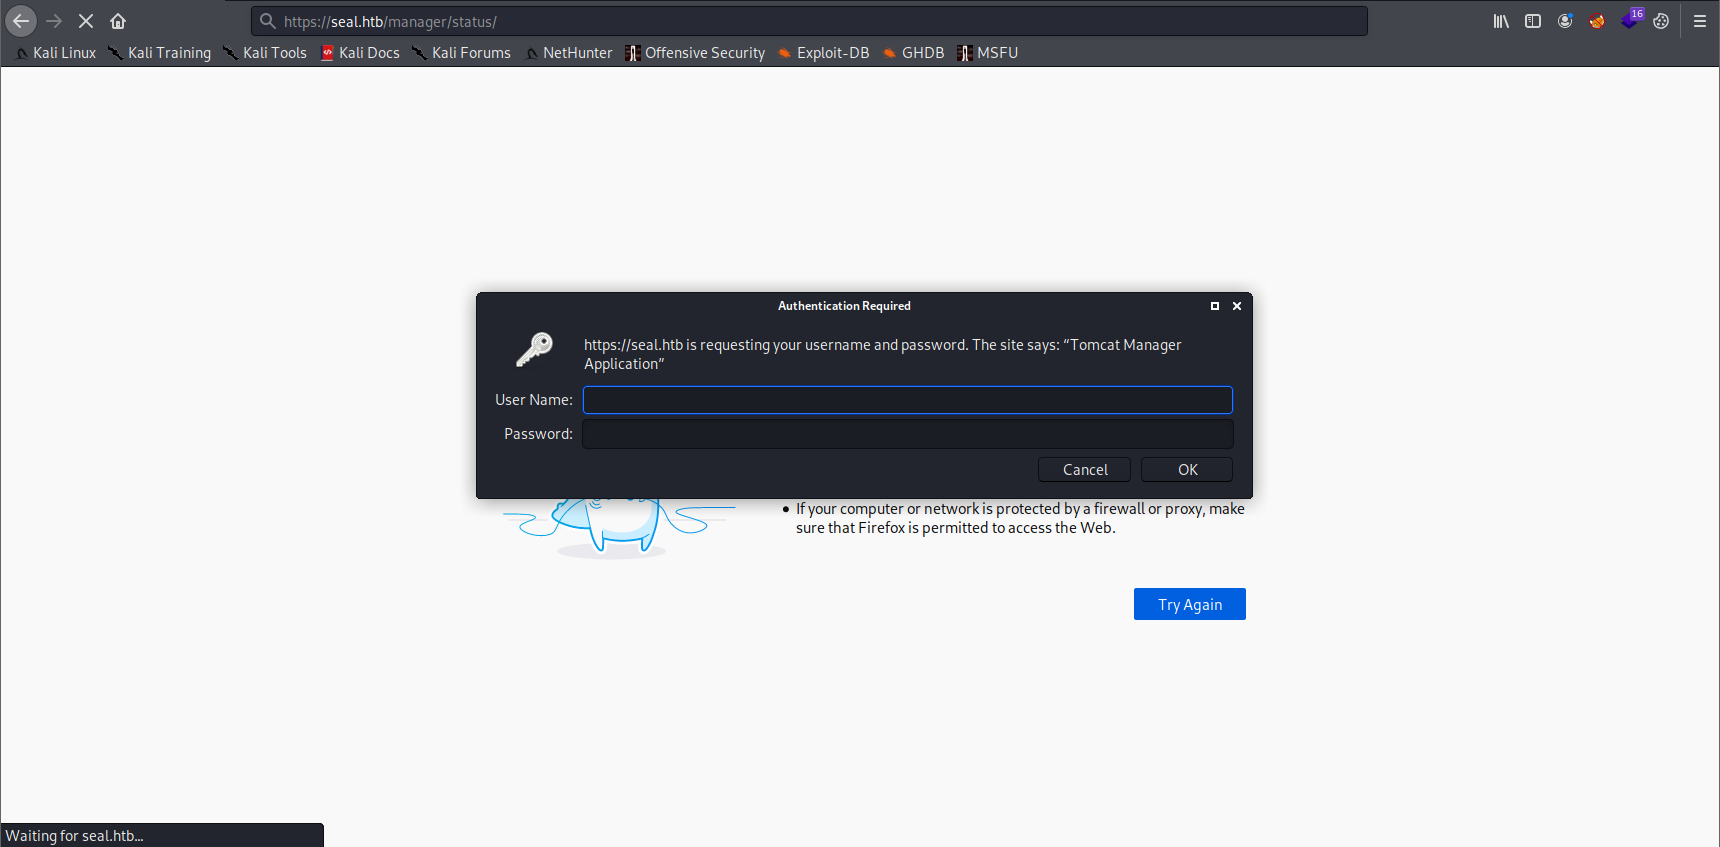 https://seal.htb/manager/status/
16
Kali Linux Kali Training Kali Tools Kali Docs Kali Forums NetHunter Offensive Security Exploit-DB GHDB MSFU
Authentication Required
https://seal.htb is requesting your username and password. The site says: “Tomcat Manager
Application”
User Name:
Password:
Cancel OK
If your computer or network is protected by a firewall or proxy, make
sure that Firefox is permitted to access the Web.
Try Again
Waiting for seal.htb...